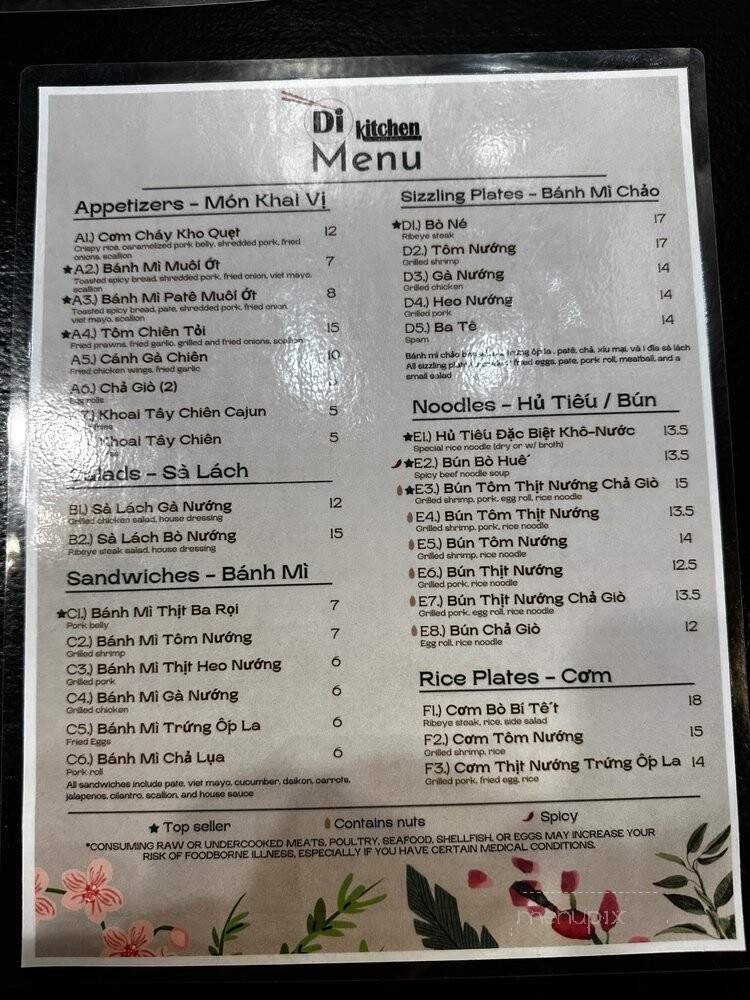 Di kitchen
Menu
Appetizers - Món Khai Vị
A1.) Cơm Cháy Kho Quẹt 12
Crispy rice, caramelized pork belly, shredded pork, fried
onions, scallion
★A2.) Bánh Mì Muối Ớt 7
Toasted spicy bread, shredded pork, fried onion, viet mayo,
scallion
★A3.) Bánh Mì Patê Muối Ớt 8
Toasted spicy bread, pate, shredded pork, fried onion,
viet mayo, scallion
★A4.) Tôm Chiên Tỏi 15
Fried prawns, fried garlic, grilled and fried onions, scallion
A5.) Cánh Gà Chiên 10
Fried chicken wings, fried garlic
A6.) Chả Giò (2)
Egg rolls
Khoai Tây Chiên Cajun 5
Khoai Tây Chiên 5
Salads - Sà Lách
B1.) Sà Lách Gà Nướng 12
Grilled chicken salad, house dressing
B2.) Sà Lách Bò Nướng 15
Ribeye steak salad, house dressing
Sandwiches - Bánh Mì
★C1.) Bánh Mì Thịt Ba Rọi 7
Pork belly
C2.) Bánh Mì Tôm Nướng 7
Grilled shrimp
C3.) Bánh Mì Thịt Heo Nướng 6
Grilled pork
C4.) Bánh Mì Gà Nướng 6
Grilled chicken
C5.) Bánh Mì Trứng Ốp La 6
Fried Eggs
C6.) Bánh Mì Chả Lụa 6
Pork roll
All sandwiches include pate, viet mayo, cucumber, daikon, carrots,
jalapenos, cilantro, scallion, and house sauce
Sizzling Plates - Bánh Mì Chảo
★D1.) Bò Né 17
Ribeye steak
D2.) Tôm Nướng 17
Grilled shrimp
D3.) Gà Nướng 14
Grilled chicken
D4.) Heo Nướng 14
Grilled pork
D5.) Ba Tê 14
Spam
Bánh mì chảo trứng ốp la, patê, chả, xíu mại, và 1 đĩa sà lách
All sizzling plates fried eggs, pate, pork roll, meatball, and a
small salad
Noodles - Hủ Tiếu / Bún
★E1.) Hủ Tiếu Đặc Biệt Khô-Nước 13.5
Special rice noodle (dry or w/ broth)
★E2.) Bún Bò Huế 13.5
Spicy beef noodle soup
★E3.) Bún Tôm Thịt Nướng Chả Giò 15
Grilled shrimp, pork, egg roll, rice noodle
E4.) Bún Tôm Thịt Nướng 13.5
Grilled shrimp, pork, rice noodle
E5.) Bún Tôm Nướng 14
Grilled shrimp, rice noodle
E6.) Bún Thịt Nướng 12.5
Grilled pork, rice noodle
E7.) Bún Thịt Nướng Chả Giò 13.5
Grilled pork, egg roll, rice noodle
E8.) Bún Chả Giò 12
Egg roll, rice noodle
Rice Plates - Cơm
F1.) Cơm Bò Bí Tết 18
Ribeye steak, rice, side salad
F2.) Cơm Tôm Nướng 15
Grilled shrimp, rice
F3.) Cơm Thịt Nướng Trứng Ốp La 14
Grilled pork, fried egg, rice
★ Top seller
Contains nuts
Spicy
*CONSUMING RAW OR UNDERCOOKED MEATS, POULTRY, SEAFOOD, SHELLFISH, OR EGGS MAY INCREASE YOUR
RISK OF FOODBORNE ILLNESS, ESPECIALLY IF YOU HAVE CERTAIN MEDICAL CONDITIONS.
menupix